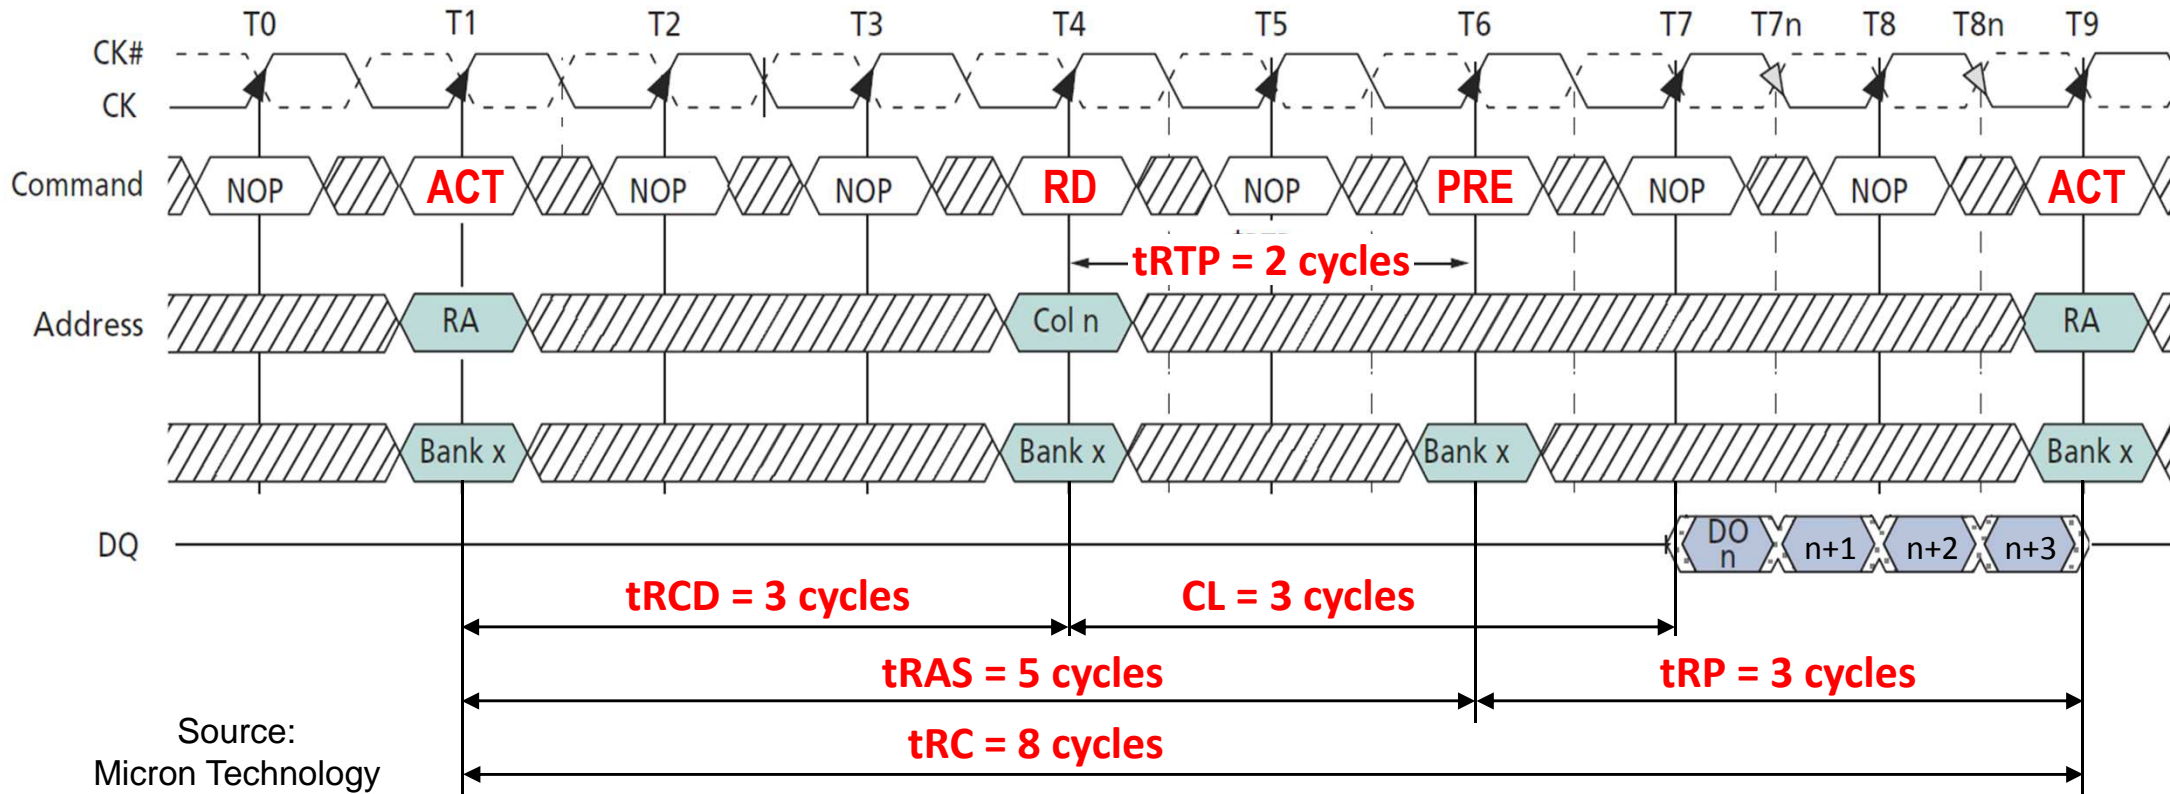 T0 T1 T2 T3 T4 T5 T6 T7 T7n T8 T8n T9
CK#
CK
Command NOP ACT NOP NOP RD NOP PRE NOP NOP ACT
tRTP = 2 cycles
Address RA Col n RA
Bank x Bank x Bank x Bank x
DQ DO n n+1 n+2 n+3
tRCD = 3 cycles CL = 3 cycles
tRAS = 5 cycles tRP = 3 cycles
Source:
Micron Technology
tRC = 8 cycles